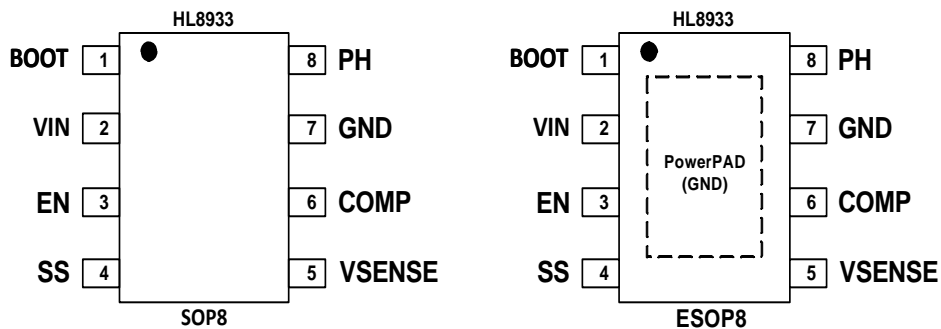 HL8933
BOOT 1 8 PH
VIN 2 7 GND
EN 3 6 COMP
SS 4 5 VSENSE
SOP8
HL8933
BOOT 1 8 PH
VIN 2 7 GND
PowerPAD
(GND)
EN 3 6 COMP
SS 4 5 VSENSE
ESOP8